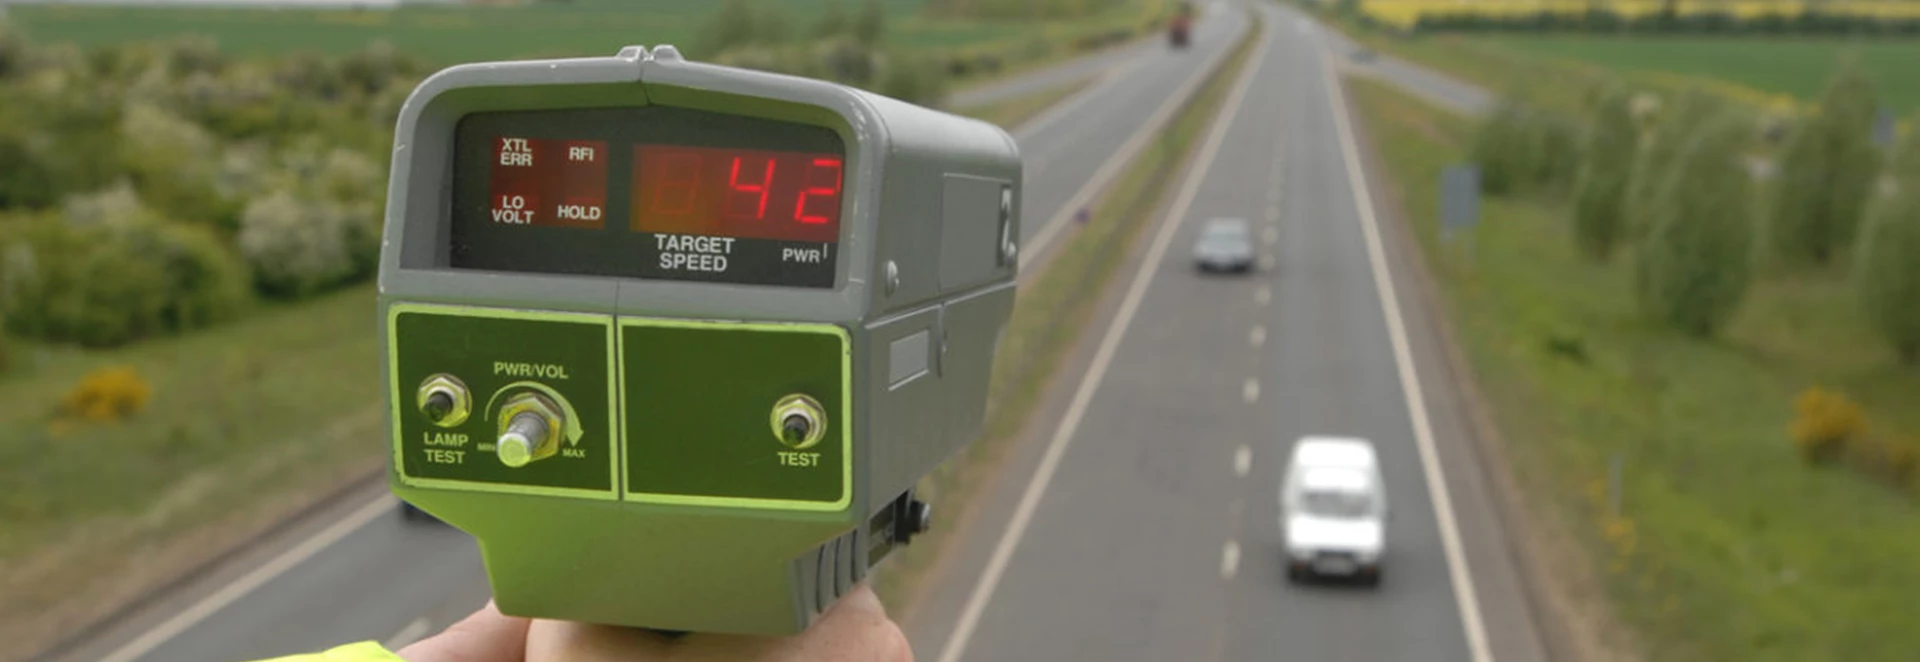 XTL
ERR
RFI
LO
VOLT
HOLD
42
TARGET
SPEED
PWR
PWR/VOL
MIN
MAX
LAMP
TEST
TEST